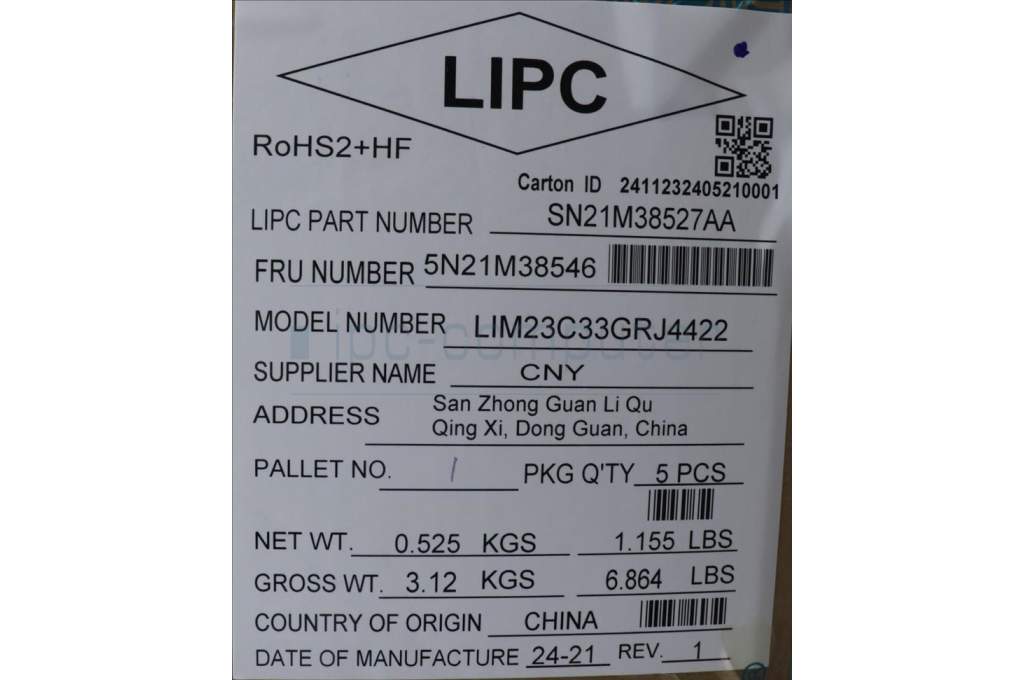 LIPC
RoHS2+HF
Carton ID 2411232405210001
LIPC PART NUMBER SN21M38527AA
FRU NUMBER 5N21M38546
MODEL NUMBER LIM23C33GRJ4422
ipc-computer
SUPPLIER NAME CNY
ADDRESS San Zhong Guan Li Qu
Qing Xi, Dong Guan, China
PALLET NO. 1 PKG Q'TY 5 PCS
NET WT. 0.525 KGS 1.155 LBS
GROSS WT. 3.12 KGS 6.864 LBS
COUNTRY OF ORIGIN CHINA
DATE OF MANUFACTURE 24-21 REV. 1